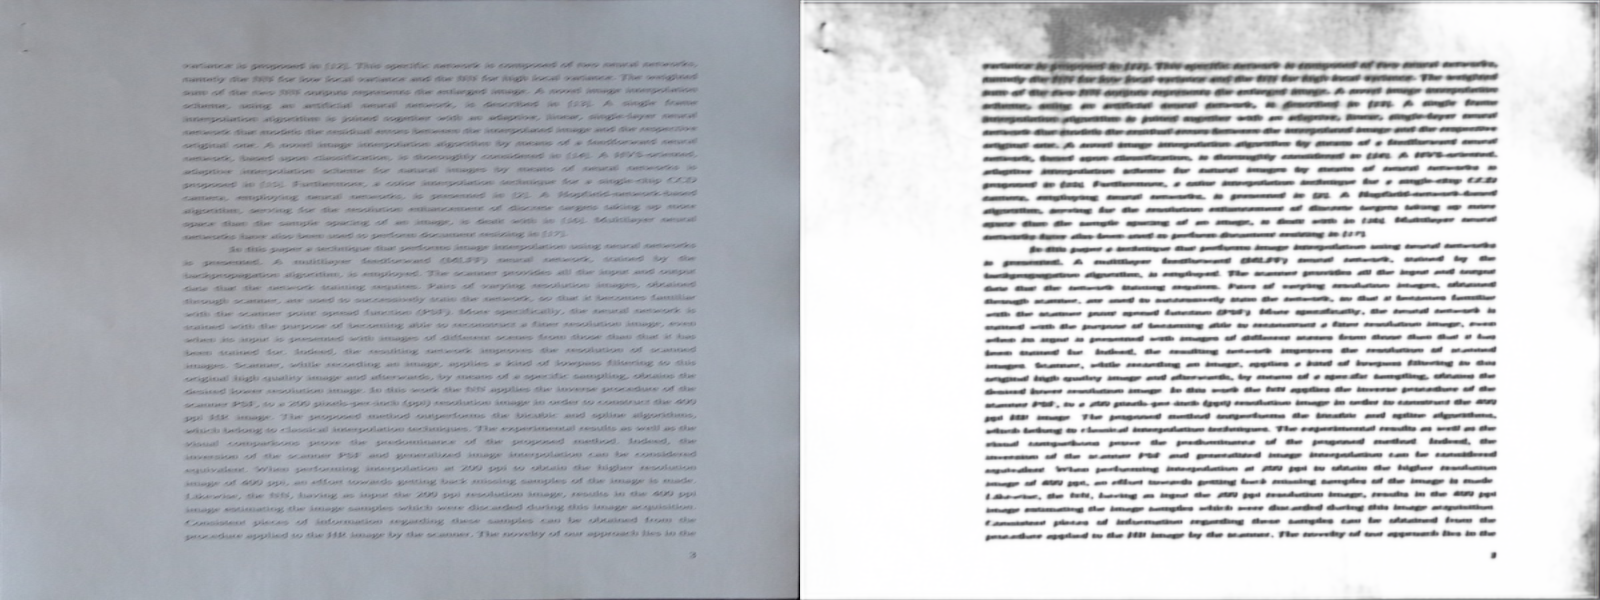 variance is proposed in [12]. This specific network is composed of two neural networks,
namely the NN for low local variance and the NN for high local variance. The weighted
sum of the two NN outputs represents the enlarged image. A novel image interpolation
scheme, using an artificial neural network, is described in [13]. A single frame
interpolation algorithm is joined together with an adaptive, linear, single-layer neural
network that models the residual errors between the interpolated image and the respective
original one. A novel image interpolation algorithm by means of a feedforward neural
network, based upon classification, is thoroughly considered in [14]. A HVS-oriented,
adaptive interpolation scheme for natural images by means of neural networks is
proposed in [15]. Furthermore, a color interpolation technique for a single-chip CCD
camera, employing neural networks, is presented in [2]. A Hopfield-network-based
algorithm, serving for the resolution enhancement of discrete targets taking up more
space than the sample spacing of an image, is dealt with in [16]. Multilayer neural
networks have also been used to perform document resizing in [17].
In this paper a technique that performs image interpolation using neural networks
is presented. A multilayer feedforward (MLFF) neural network, trained by the
backpropagation algorithm, is employed. The scanner provides all the input and output
data that the network training requires. Pairs of varying resolution images, obtained
through scanner, are used to successively train the network, so that it becomes familiar
with the scanner point spread function (PSF). More specifically, the neural network is
trained with the purpose of becoming able to reconstruct a finer resolution image, even
when its input is presented with images of different scenes from those than that it has
been trained for. Indeed, the resulting network improves the resolution of scanned
images. Scanner, while recording an image, applies a kind of lowpass filtering to this
original high quality image and afterwards, by means of a specific sampling, obtains the
desired lower resolution image. In this work the NN applies the inverse procedure of the
scanner PSF, to a 200 pixels-per-inch (ppi) resolution image in order to construct the 400
ppi HR image. The proposed method outperforms the bicubic and spline algorithms,
which belong to classical interpolation techniques. The experimental results as well as the
visual comparisons prove the predominance of the proposed method. Indeed, the
inversion of the scanner PSF and generalized image interpolation can be considered
equivalent. When performing interpolation at 200 ppi to obtain the higher resolution
image of 400 ppi, an effort towards getting back missing samples of the image is made.
Likewise, the NN, having as input the 200 ppi resolution image, results in the 400 ppi
image estimating the image samples which were discarded during this image acquisition.
Consistent pieces of information regarding these samples can be obtained from the
procedure applied to the HR image by the scanner. The novelty of our approach lies in the
3